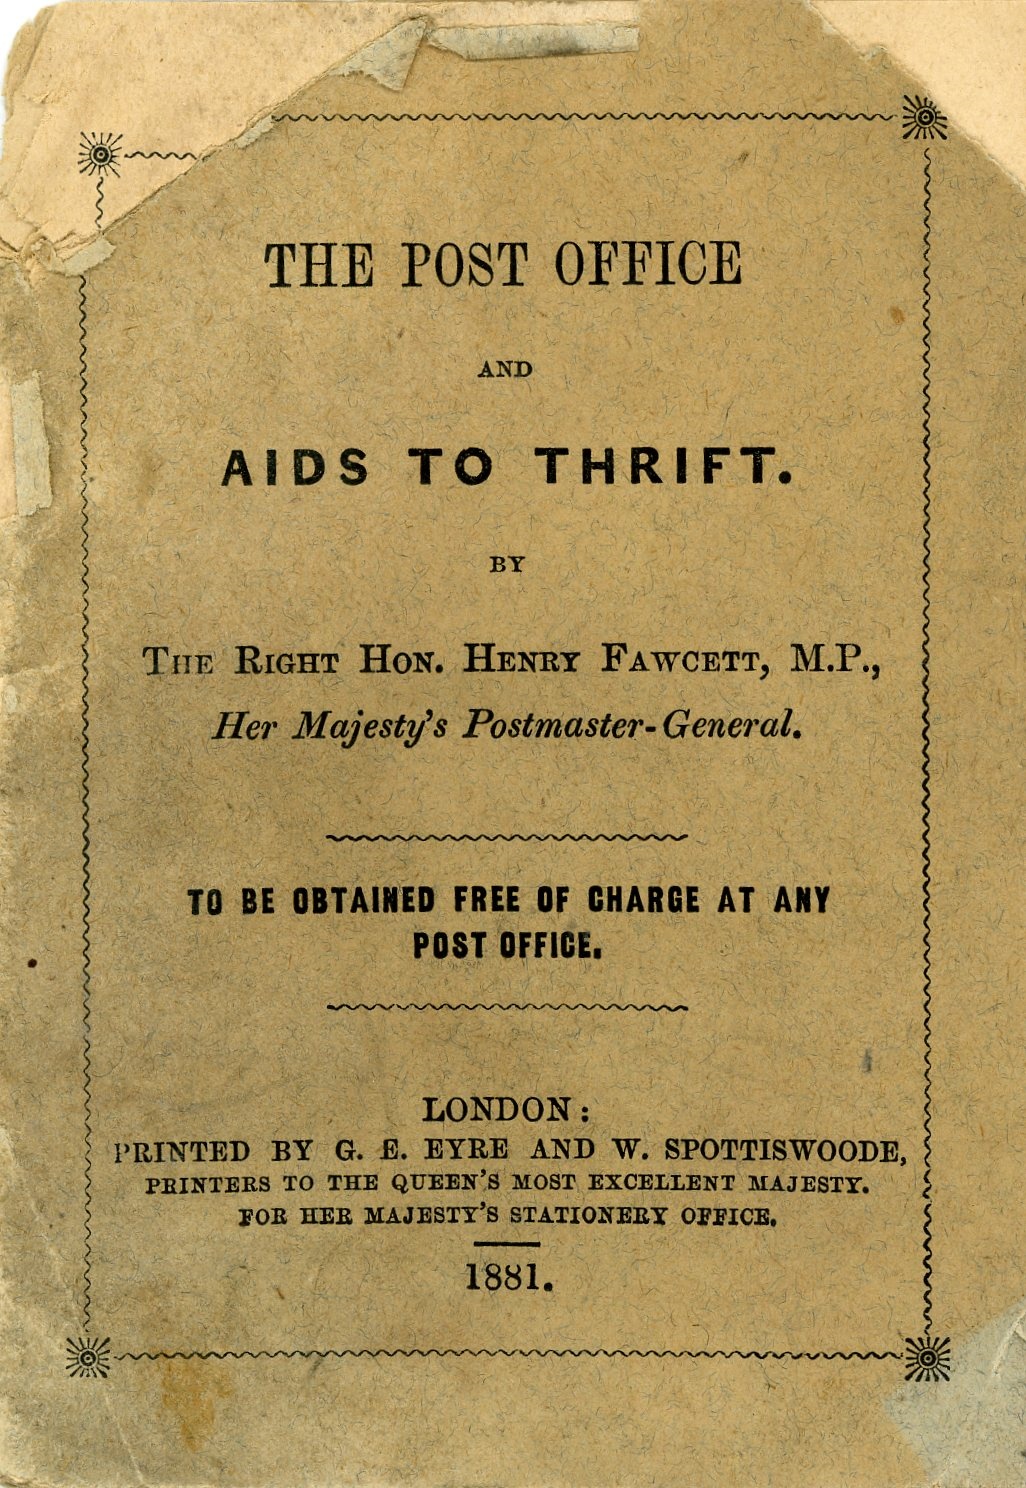 THE POST OFFICE
AND
AIDS TO THRIFT.
BY
THE RIGHT HON. HENRY FAWCETT, M.P.,
Her Majesty's Postmaster-General.
TO BE OBTAINED FREE OF CHARGE AT ANY
POST OFFICE.
LONDON:
PRINTED BY G. E. EYRE AND W. SPOTTISWOODE,
PRINTERS TO THE QUEEN'S MOST EXCELLENT MAJESTY.
FOR HER MAJESTY'S STATIONERY OFFICE.
1881.